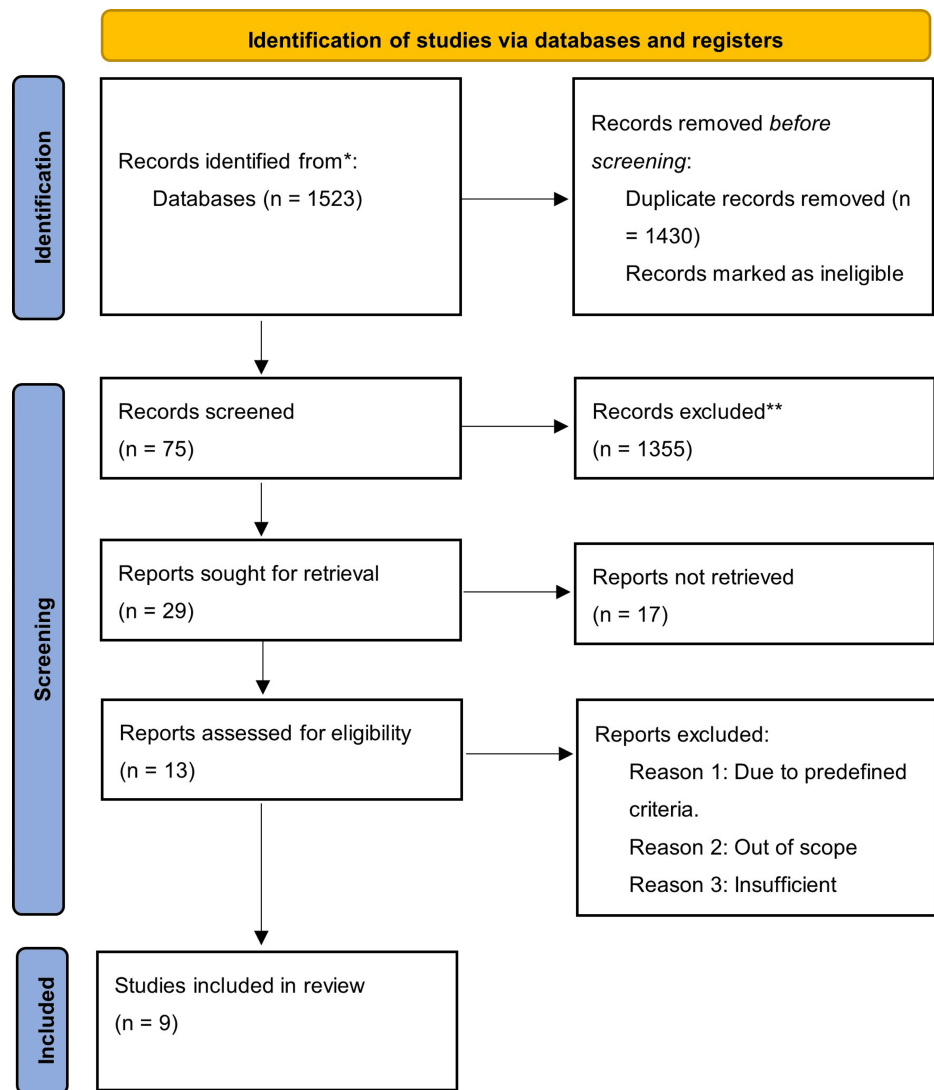 Identification of studies via databases and registers
Identification
Records identified from*:
Databases (n = 1523)
Records removed before
screening:
Duplicate records removed (n
= 1430)
Records marked as ineligible
Screening
Records screened
(n = 75)
Records excluded**
(n = 1355)
Reports sought for retrieval
(n = 29)
Reports not retrieved
(n = 17)
Reports assessed for eligibility
(n = 13)
Reports excluded:
Reason 1: Due to predefined
criteria.
Reason 2: Out of scope
Reason 3: Insufficient
Included
Studies included in review
(n = 9)